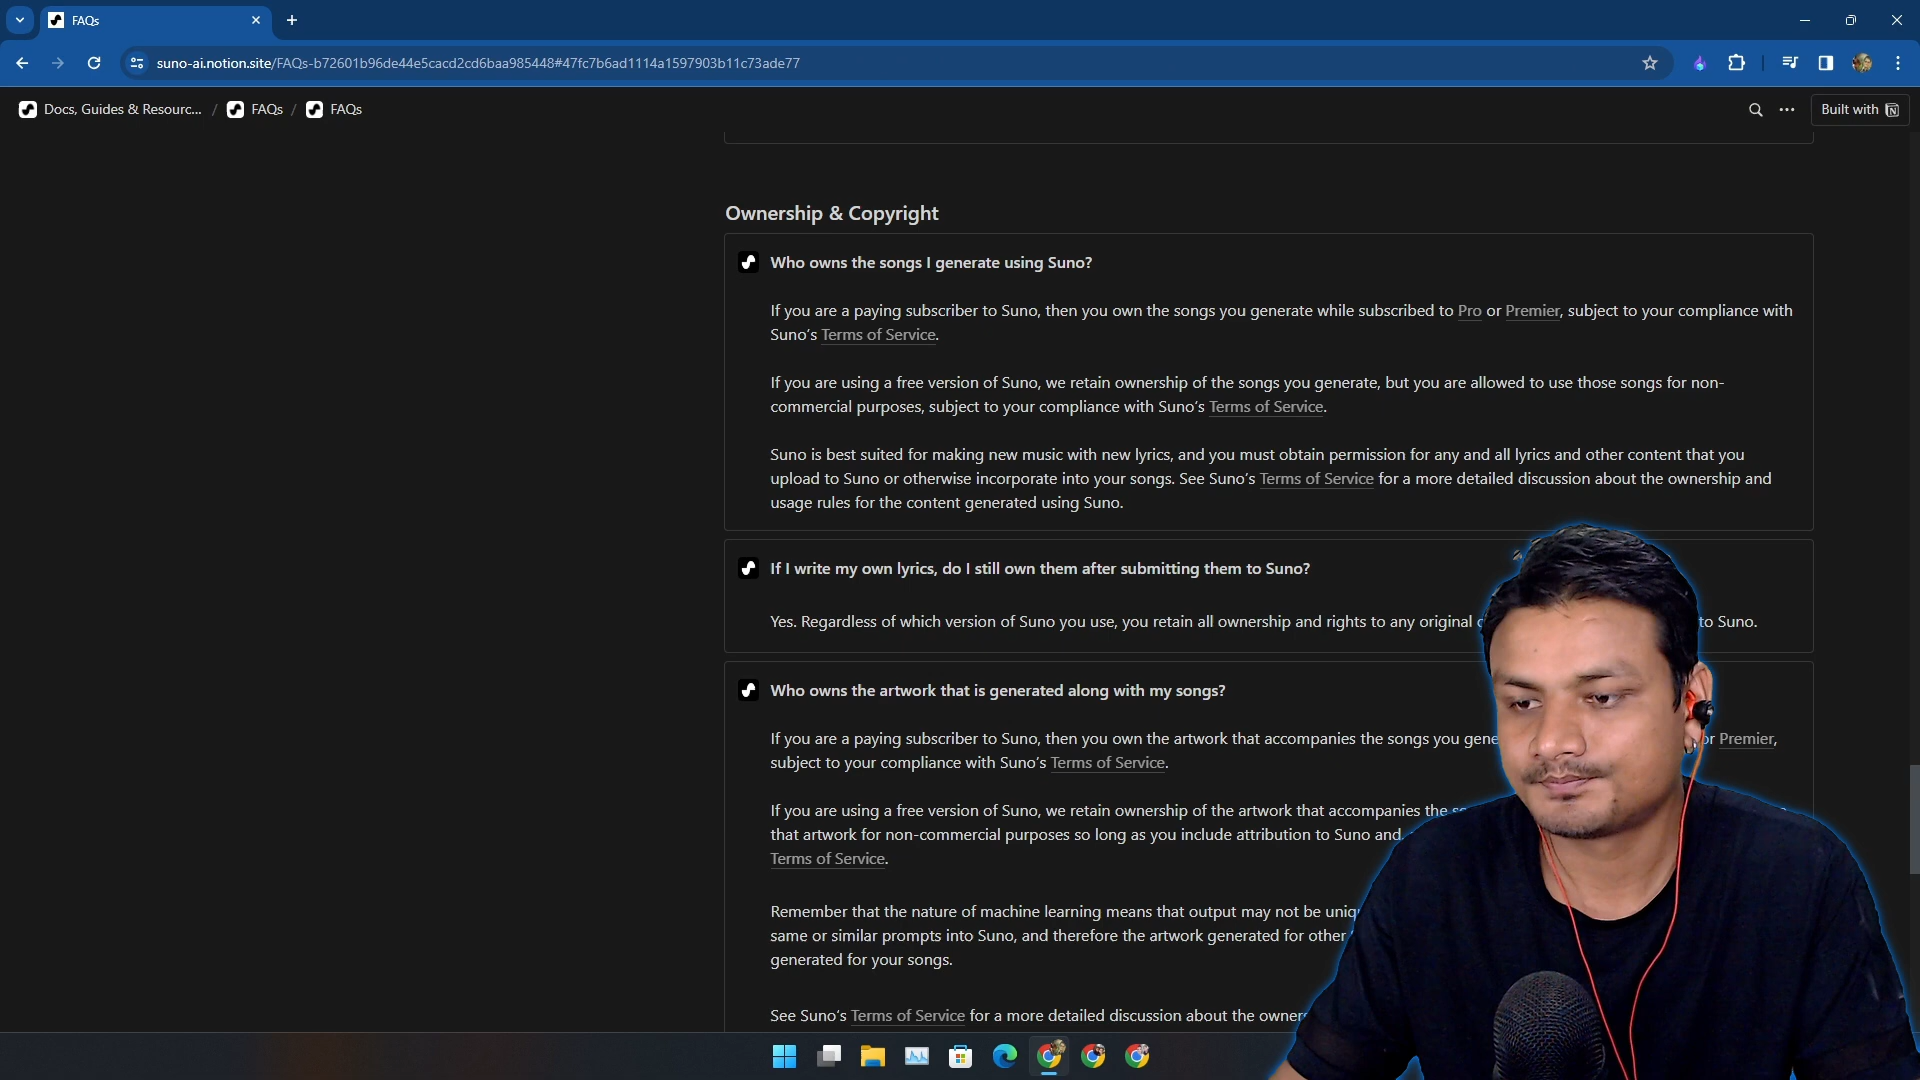 FAQs
suno-ai.notion.site/FAQs-b72601b96de44e5cacd2cd6baa985448#47fc7b6ad1114a1597903b11c73ade77
Docs, Guides & Resourc... / FAQs / FAQs
Built with
Ownership & Copyright
Who owns the songs I generate using Suno?
If you are a paying subscriber to Suno, then you own the songs you generate while subscribed to Pro or Premier, subject to your compliance with
Suno's Terms of Service.
If you are using a free version of Suno, we retain ownership of the songs you generate, but you are allowed to use those songs for non-
commercial purposes, subject to your compliance with Suno's Terms of Service.
Suno is best suited for making new music with new lyrics, and you must obtain permission for any and all lyrics and other content that you
upload to Suno or otherwise incorporate into your songs. See Suno's Terms of Service for a more detailed discussion about the ownership and
usage rules for the content generated using Suno.
If I write my own lyrics, do I still own them after submitting them to Suno?
Yes. Regardless of which version of Suno you use, you retain all ownership and rights to any original to Suno.
Who owns the artwork that is generated along with my songs?
If you are a paying subscriber to Suno, then you own the artwork that accompanies the songs you or Premier,
subject to your compliance with Suno's Terms of Service.
If you are using a free version of Suno, we retain ownership of the artwork that accompanies the
that artwork for non-commercial purposes so long as you include attribution to Suno and
Terms of Service.
Remember that the nature of machine learning means that output may not be
same or similar prompts into Suno, and therefore the artwork generated for other
generated for your songs.
See Suno's Terms of Service for a more detailed discussion about the